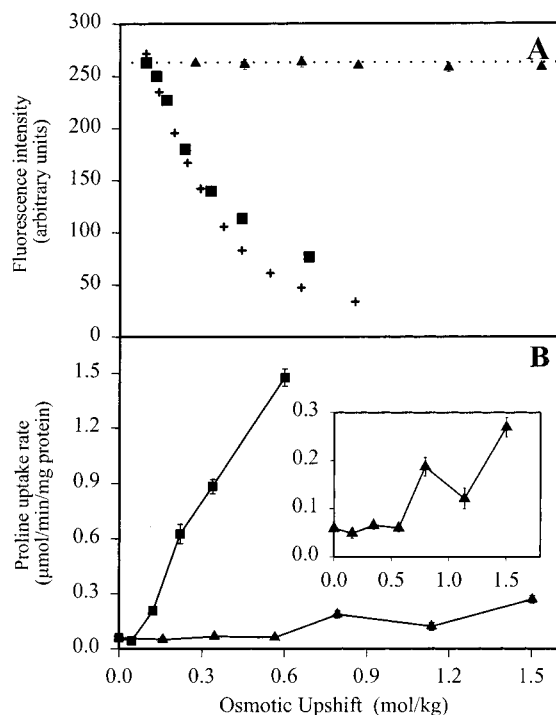 A
300
250
200
150
100
50
0
Fluorescence intensity
(arbitrary units)
B
1.5
1.2
0.9
0.6
0.3
0.0
Proline uptake rate
(µmol/min/mg protein)
0.3
0.2
0.1
0.0
0.0 0.5 1.0 1.5
0.0 0.3 0.6 0.9 1.2 1.5
Osmotic Upshift (mol/kg)